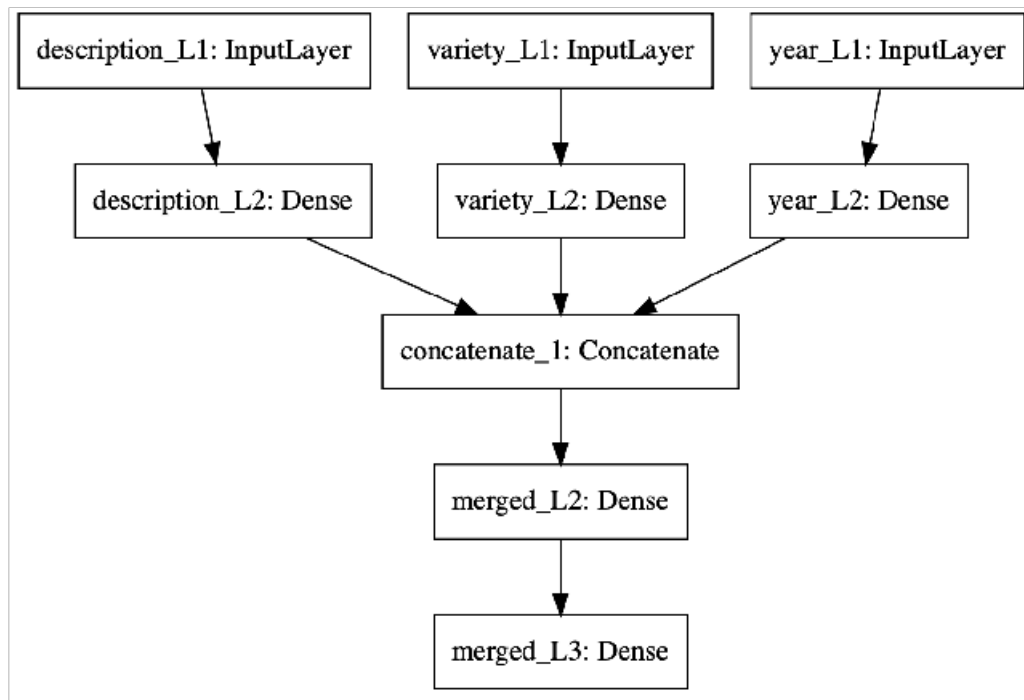 description_L1: InputLayer
variety_L1: InputLayer
year_L1: InputLayer
description_L2: Dense
variety_L2: Dense
year_L2: Dense
concatenate_1: Concatenate
merged_L2: Dense
merged_L3: Dense